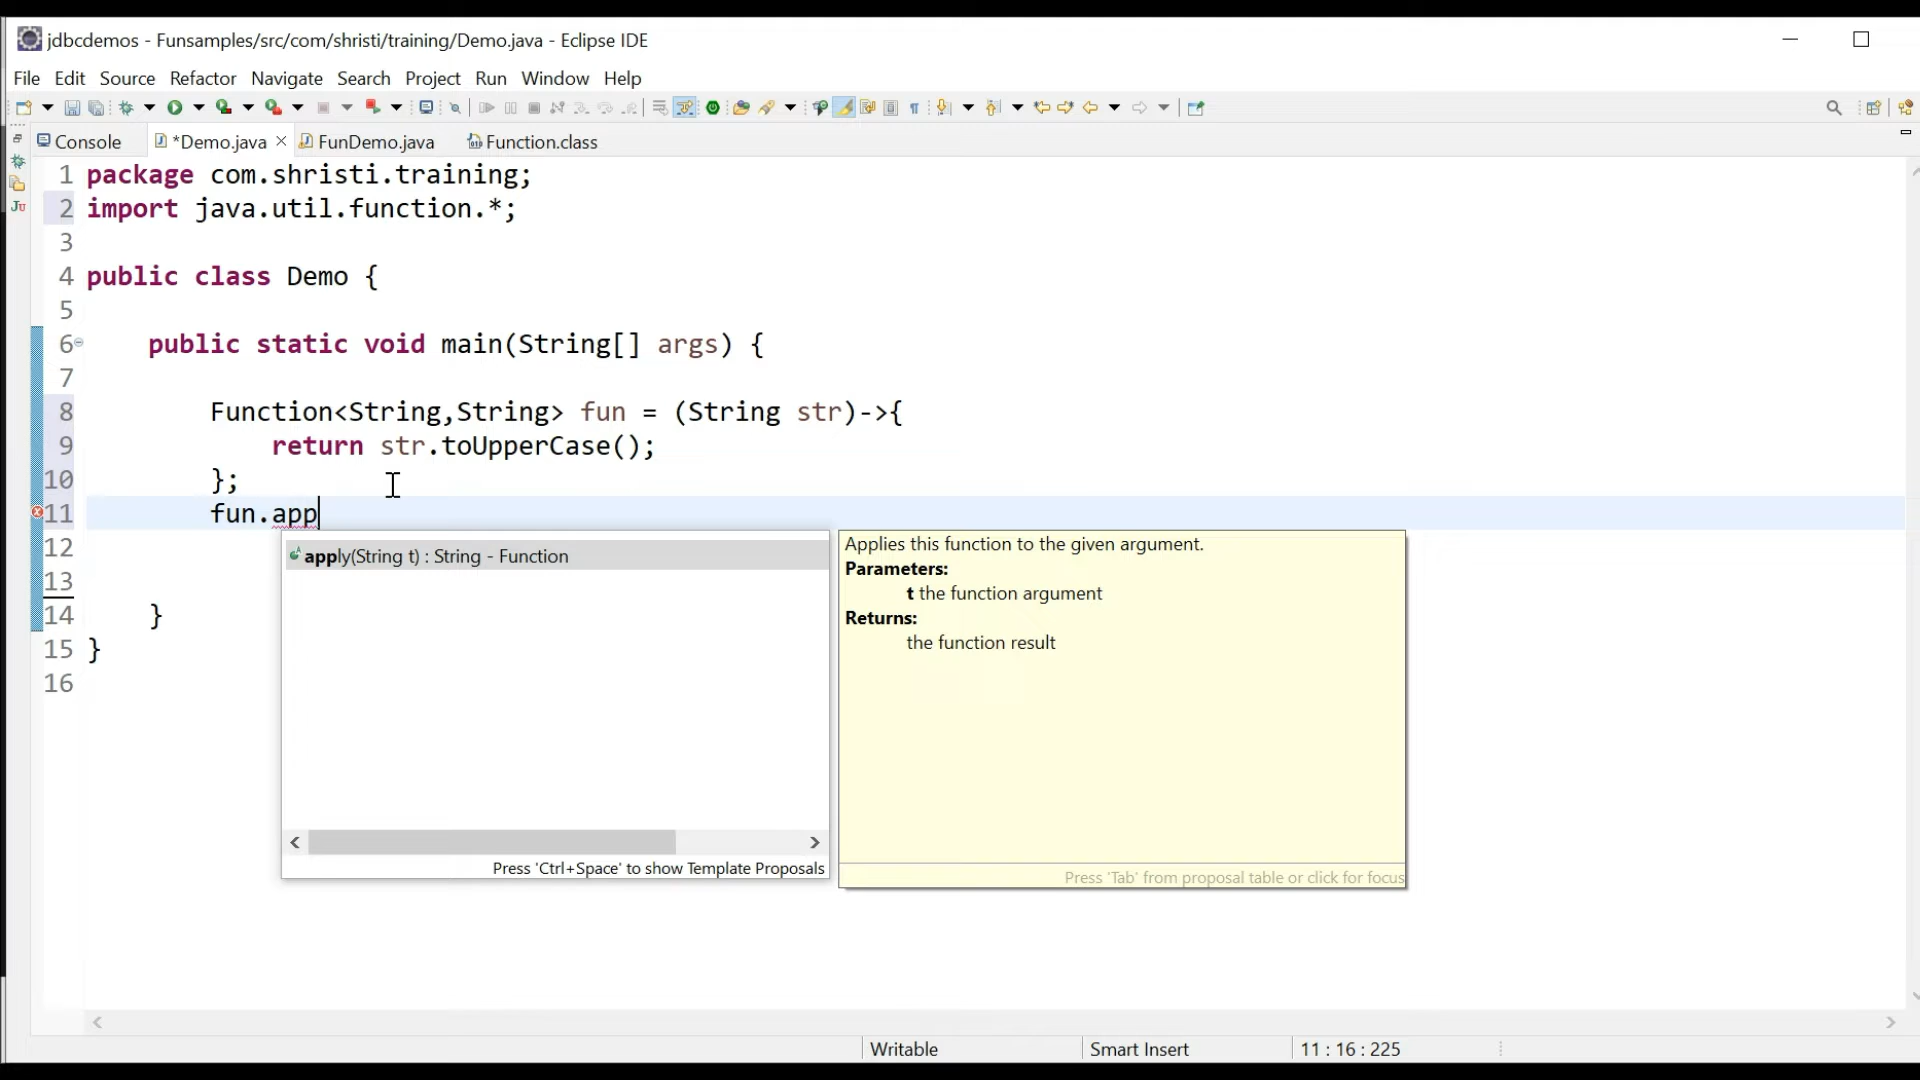 jdbcdemos - Funsamples/src/com/shristi/training/Demo.java - Eclipse IDE
File Edit Source Refactor Navigate Search Project Run Window Help
Console *Demo.java FunDemo.java Function.class
1 package com.shristi.training;
2 import java.util.function.*;
3
4 public class Demo {
5
6 public static void main(String[] args) {
7
8 Function<String,String> fun = (String str)->{
9 return str.toUpperCase();
10 };
11 fun.app
12
13
14 }
15 }
16
apply(String t) : String - Function
Press 'Ctrl+Space' to show Template Proposals
Applies this function to the given argument.
Parameters:
t the function argument
Returns:
the function result
Press 'Tab' from proposal table or click for focus
Writable Smart Insert 11 : 16 : 225